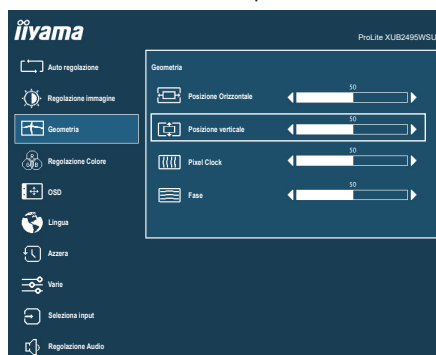 iiyama
ProLite XUB2495WSU
Auto regolazione
Regolazione immagine
Geometria
Regolazione Colore
OSD
Lingua
Azzera
Varie
Seleziona input
Regolazione Audio
Geometria
Posizione Orizzontale
50
Posizione verticale
50
Pixel Clock
50
Fase
50